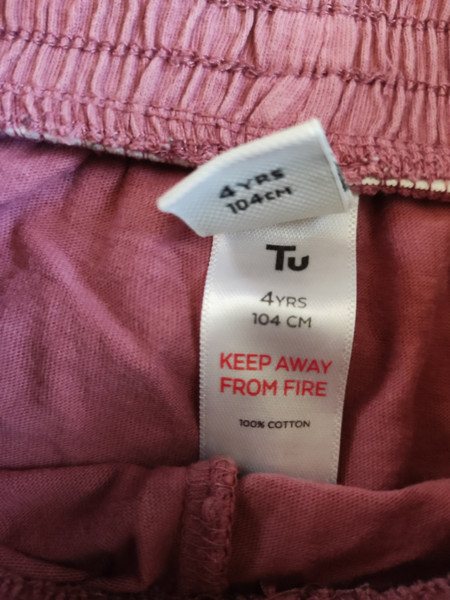 4YRS
104CM
Tu
4YRS
104 CM
KEEP AWAY
FROM FIRE
100% COTTON